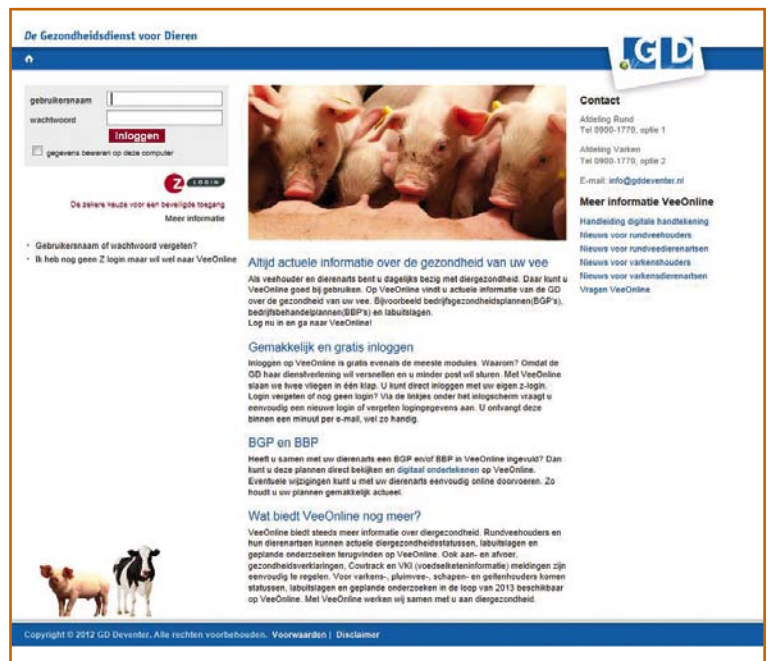 De Gezondheidsdienst voor Dieren
GD
gebruikersnaam
wachtwoord
Inloggen
gegevens bewaren op deze computer
Z LOGIN
De zekere keuze voor een beveiligde toegang
Meer informatie
Gebruikersnaam of wachtwoord vergeten?
Ik heb nog geen Z login maar wil wel naar VeeOnline
Altijd actuele informatie over de gezondheid van uw vee
Als veehouder en dierenarts bent u dagelijks bezig met diergezondheid. Daar kunt u
VeeOnline goed bij gebruiken. Op VeeOnline vindt u actuele informatie van de GD
over de gezondheid van uw vee. Bijvoorbeeld bedrijfsgezondheidsplannen(BGP's),
bedrijfsbehandelplannen(BBP's) en labuitslagen.
Log nu in en ga naar VeeOnline!
Gemakkelijk en gratis inloggen
Inloggen op VeeOnline is gratis evenals de meeste modules. Waarom? Omdat de
GD haar dienstverlening wil versnellen en u minder post wil sturen. Met VeeOnline
slaan we twee vliegen in één klap. U kunt direct inloggen met uw eigen z-login.
Login vergeten of nog geen login? Via de linkjes onder het inlogscherm vraagt u
eenvoudig een nieuwe login of vergeten logingegevens aan. U ontvangt deze
binnen een minuut per e-mail, wel zo handig.
BGP en BBP
Heeft u samen met uw dierenarts een BGP en/of BBP in VeeOnline ingevuld? Dan
kunt u deze plannen direct bekijken en digitaal ondertekenen op VeeOnline.
Eventuele wijzigingen kunt u met uw dierenarts eenvoudig online doorvoeren. Zo
houdt u uw plannen gemakkelijk actueel.
Wat biedt VeeOnline nog meer?
VeeOnline biedt steeds meer informatie over diergezondheid. Rundveehouders en
hun dierenartsen kunnen actuele diergezondheidsstatussen, labuitslagen en
geplande onderzoeken terugvinden op VeeOnline. Ook aan- en afvoer,
gezondheidsverklaringen, Cowtrack en VKI (voedselketeninformatie) meldingen zijn
eenvoudig te regelen. Voor varkens-, pluimvee-, schapen- en geitenhouders komen
statussen, labuitslagen en geplande onderzoeken in de loop van 2013 beschikbaar
op VeeOnline. Met VeeOnline werken wij samen met u aan diergezondheid.
Contact
Afdeling Rund
Tel 0900-1770, optie 1
Afdeling Varken
Tel 0900-1770, optie 2
E-mail: info@gddeventer.nl
Meer informatie VeeOnline
Handleiding digitale handtekening
Nieuws voor rundveehouders
Nieuws voor rundveedierenartsen
Nieuws voor varkenshouders
Nieuws voor varkensdierenartsen
Vragen VeeOnline
Copyright © 2012 GD Deventer. Alle rechten voorbehouden. Voorwaarden | Disclaimer